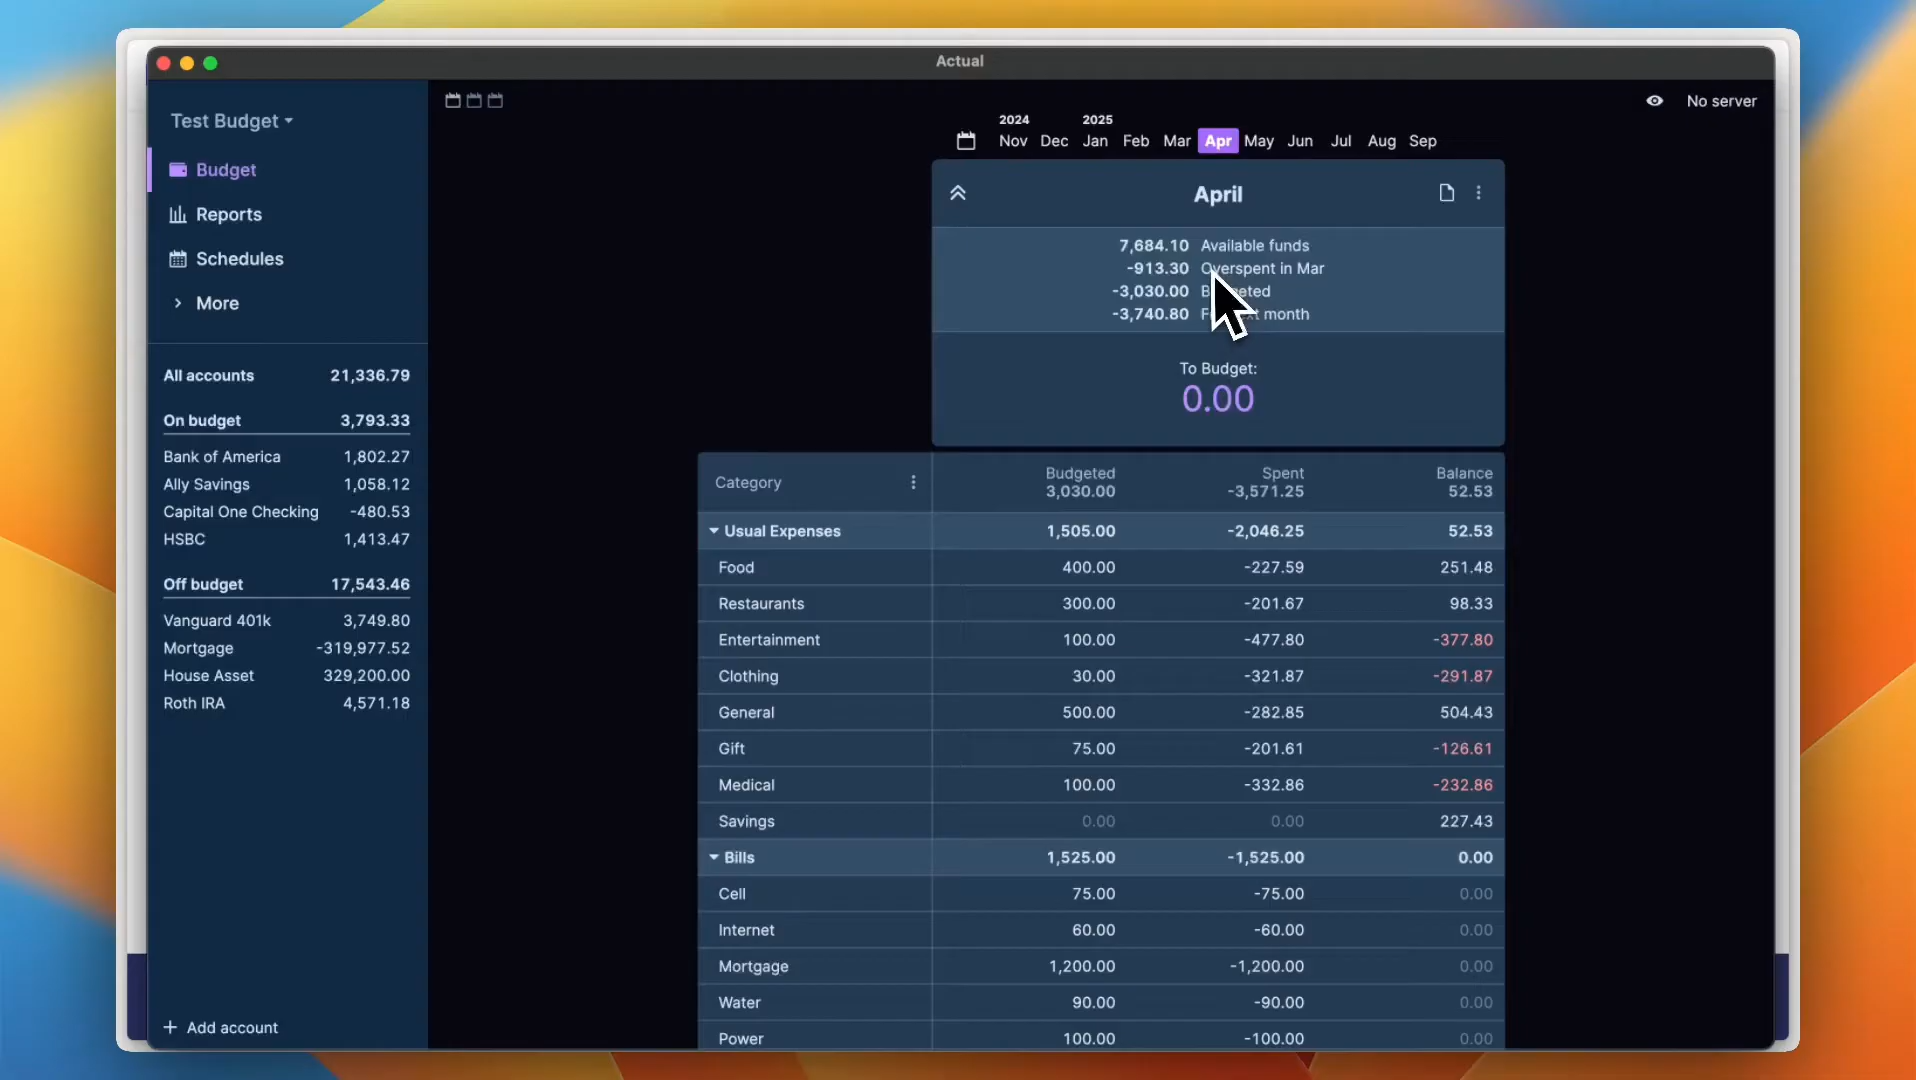 Actual
Test Budget
Budget
Reports
Schedules
More
All accounts 21,336.79
On budget 3,793.33
Bank of America 1,802.27
Ally Savings 1,058.12
Capital One Checking -480.53
HSBC 1,413.47
Off budget 17,543.46
Vanguard 401k 3,749.80
Mortgage -319,977.52
House Asset 329,200.00
Roth IRA 4,571.18
+ Add account
No server
2024 2025
Nov Dec Jan Feb Mar Apr May Jun Jul Aug Sep
April
7,684.10 Available funds
-913.30 Overspent in Mar
-3,030.00
-3,740.80 month
To Budget:
0.00
Category Budgeted Spent Balance
3,030.00 -3,571.25 52.53
Usual Expenses 1,505.00 -2,046.25 52.53
Food 400.00 -227.59 251.48
Restaurants 300.00 -201.67 98.33
Entertainment 100.00 -477.80 -377.80
Clothing 30.00 -321.87 -291.87
General 500.00 -282.85 504.43
Gift 75.00 -201.61 -126.61
Medical 100.00 -332.86 -232.86
Savings 0.00 0.00 227.43
Bills 1,525.00 -1,525.00 0.00
Cell 75.00 -75.00 0.00
Internet 60.00 -60.00 0.00
Mortgage 1,200.00 -1,200.00 0.00
Water 90.00 -90.00 0.00
Power 100.00 -100.00 0.00